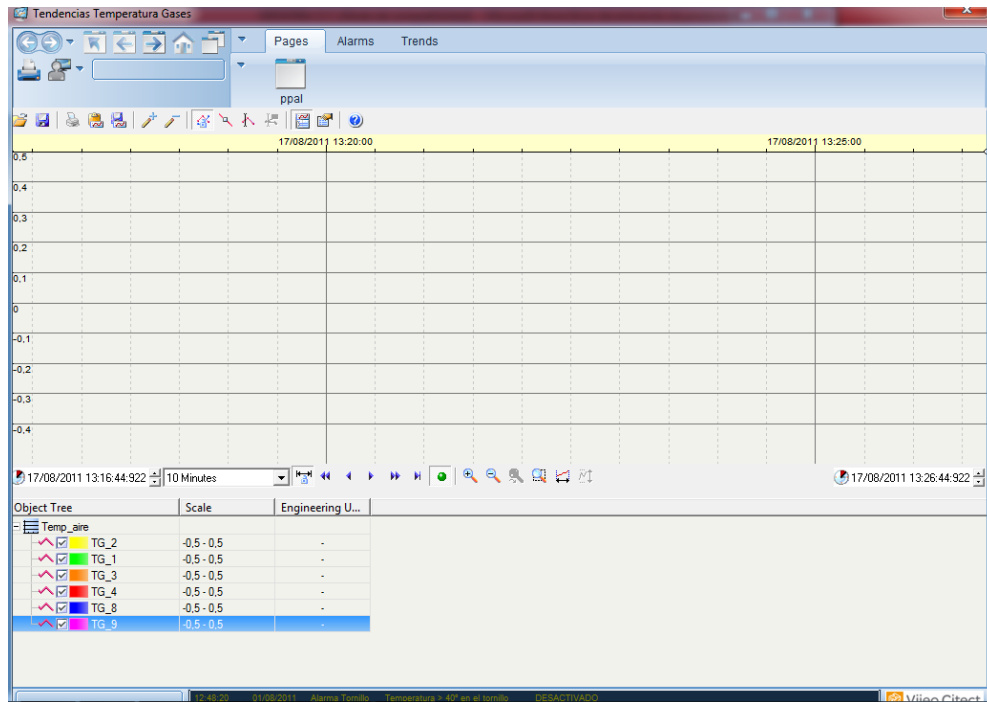 Tendencias Temperatura Gases
Pages Alarms Trends
ppal
17/08/2011 13:20:00 17/08/2011 13:25:00
0,5
0,4
0,3
0,2
0,1
0
-0,1
-0,2
-0,3
-0,4
17/08/2011 13:16:44:922 10 Minutes 17/08/2011 13:26:44:922
Object Tree Scale Engineering U...
Temp_aire
TG_2 -0,5 - 0,5 -
TG_1 -0,5 - 0,5 -
TG_3 -0,5 - 0,5 -
TG_4 -0,5 - 0,5 -
TG_8 -0,5 - 0,5 -
TG_9 -0,5 - 0,5 -
12:48:20 01/08/2011 Alarma Tornillo Temperatura > 40º en el tornillo DESACTIVADO Vijeo Citect